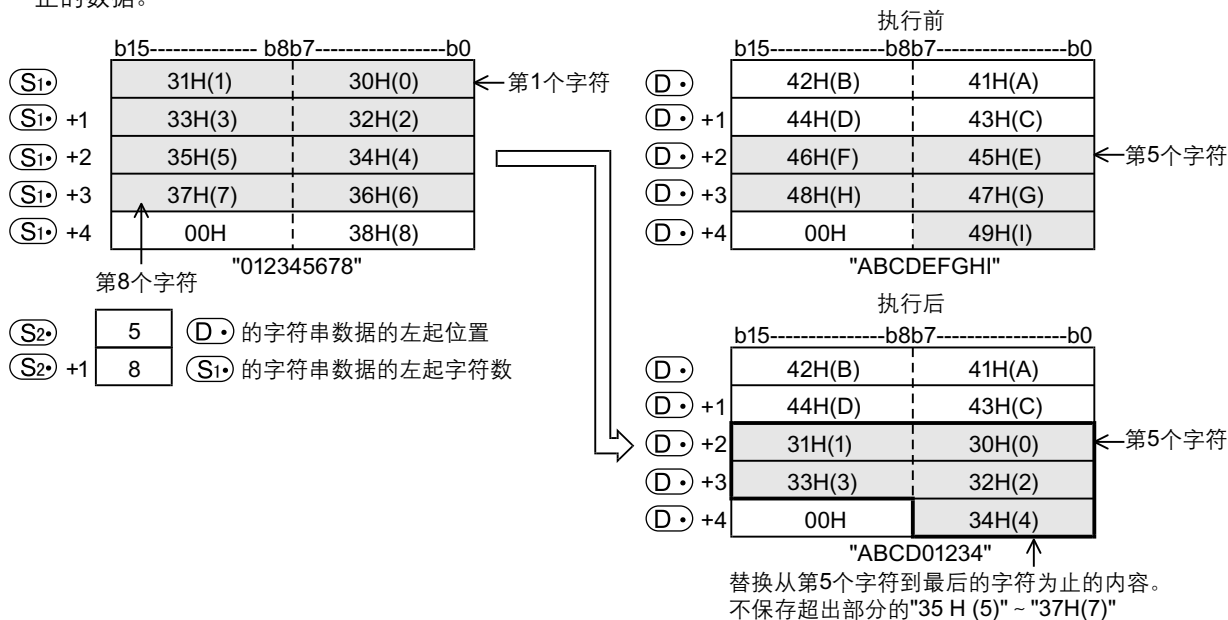 止的数据。
b15--------------- b8b7------------------b0
S1• 31H(1) 30H(0) 第1个字符
S1• +1 33H(3) 32H(2)
S1• +2 35H(5) 34H(4)
S1• +3 37H(7) 36H(6)
S1• +4 00H 38H(8)
"012345678"
第8个字符
S2• 5 D• 的字符串数据的左起位置
S2• +1 8 S1• 的字符串数据的左起字符数
执行前
b15----------------b8b7------------------b0
D• 42H(B) 41H(A)
D• +1 44H(D) 43H(C)
D• +2 46H(F) 45H(E) 第5个字符
D• +3 48H(H) 47H(G)
D• +4 00H 49H(I)
"ABCDEFGHI"
执行后
b15----------------b8b7------------------b0
D• 42H(B) 41H(A)
D• +1 44H(D) 43H(C)
D• +2 31H(1) 30H(0) 第5个字符
D• +3 33H(3) 32H(2)
D• +4 00H 34H(4)
"ABCD01234"
替换从第5个字符到最后的字符为止的内容。
不保存超出部分的"35 H (5)" ~ "37H(7)"